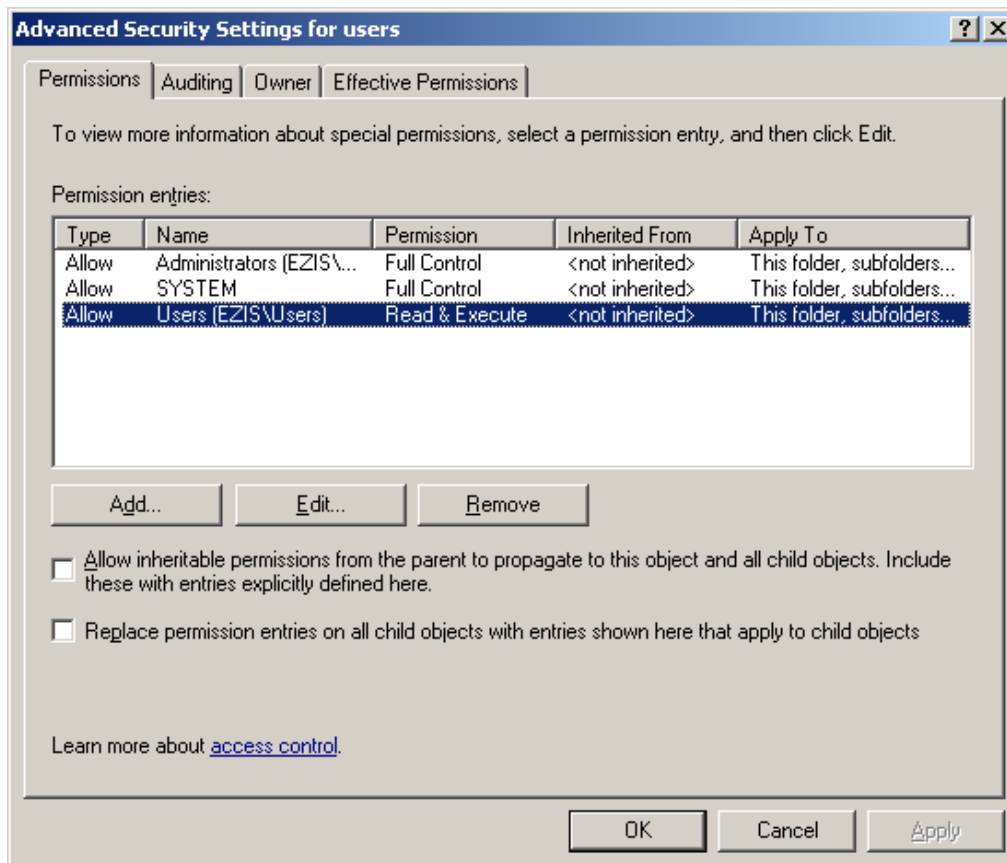 Advanced Security Settings for users
Permissions Auditing Owner Effective Permissions
To view more information about special permissions, select a permission entry, and then click Edit.
Permission entries:
Type Name Permission Inherited From Apply To
Allow Administrators (EZIS\... Full Control <not inherited> This folder, subfolders...
Allow SYSTEM Full Control <not inherited> This folder, subfolders...
Allow Users (EZIS\Users) Read & Execute <not inherited> This folder, subfolders...
Add... Edit... Remove
Allow inheritable permissions from the parent to propagate to this object and all child objects. Include
these with entries explicitly defined here.
Replace permission entries on all child objects with entries shown here that apply to child objects
Learn more about access control.
OK Cancel Apply